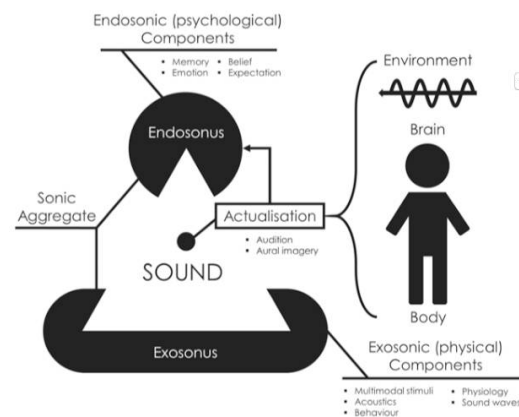 Endosonic (psychological)
Components
• Memory • Belief
• Emotion • Expectation
Environment
Endosonus
Brain
Sonic
Aggregate
Actualisation
• Audition
• Aural imagery
SOUND
Body
Exosonus
Exosonic (physical)
Components
• Multimodal stimuli • Physiology
• Acoustics • Sound waves
• Behaviour